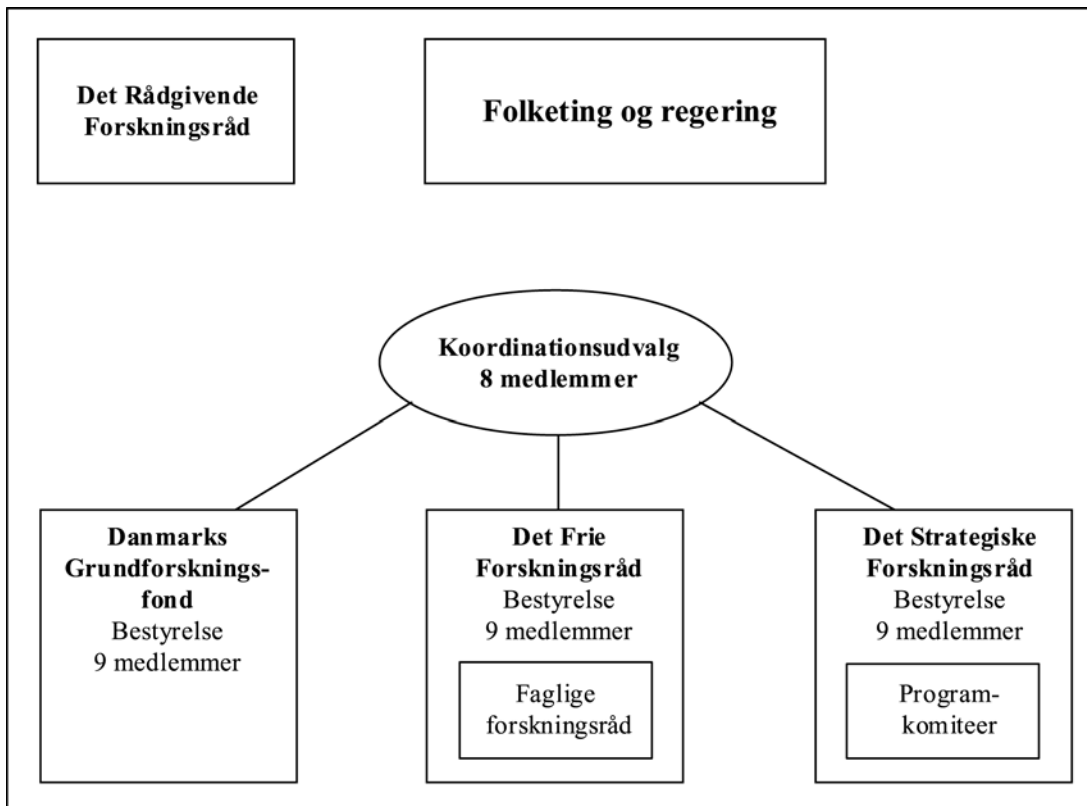 Det Rådgivende
Forskningsråd
Folketing og regering
Koordinationsudvalg
8 medlemmer
Danmarks
Grundforsknings-
fond
Bestyrelse
9 medlemmer
Det Frie
Forskningsråd
Bestyrelse
9 medlemmer
Faglige
forskningsråd
Det Strategiske
Forskningsråd
Bestyrelse
9 medlemmer
Program-
komiteer